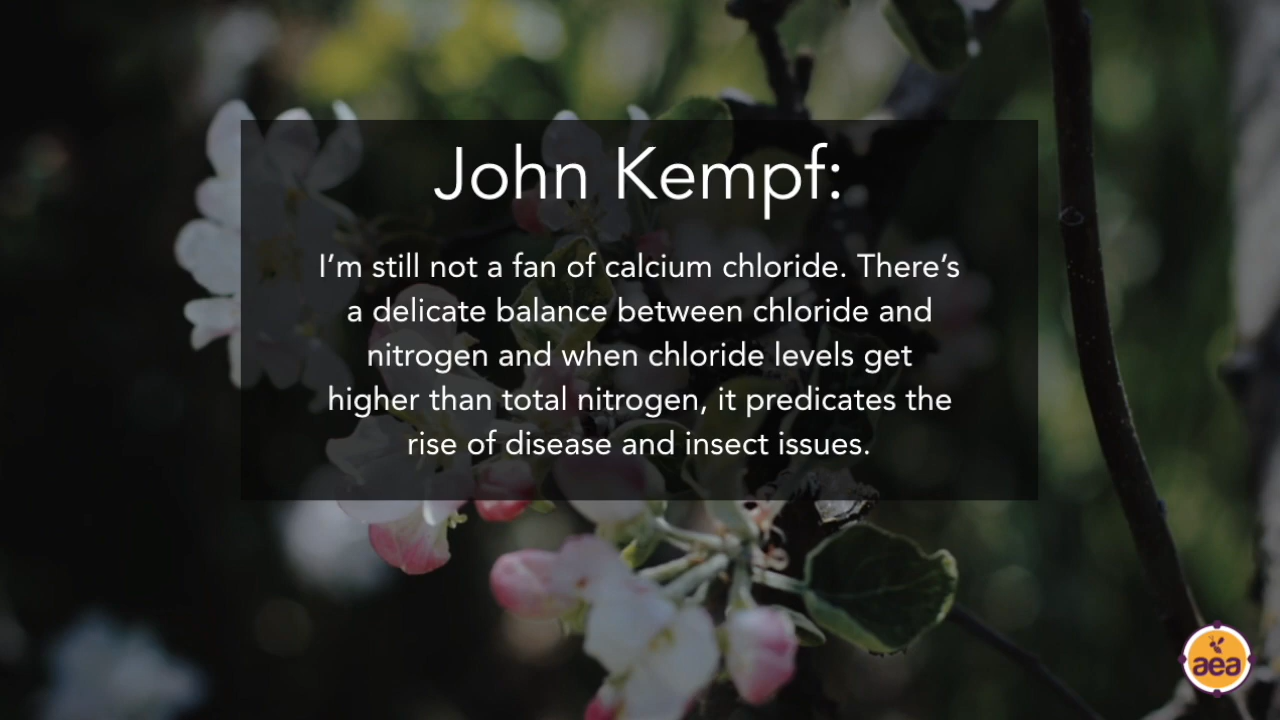 John Kempf:
I’m still not a fan of calcium chloride. There’s
a delicate balance between chloride and
nitrogen and when chloride levels get
higher than total nitrogen, it predicates the
rise of disease and insect issues.
aea